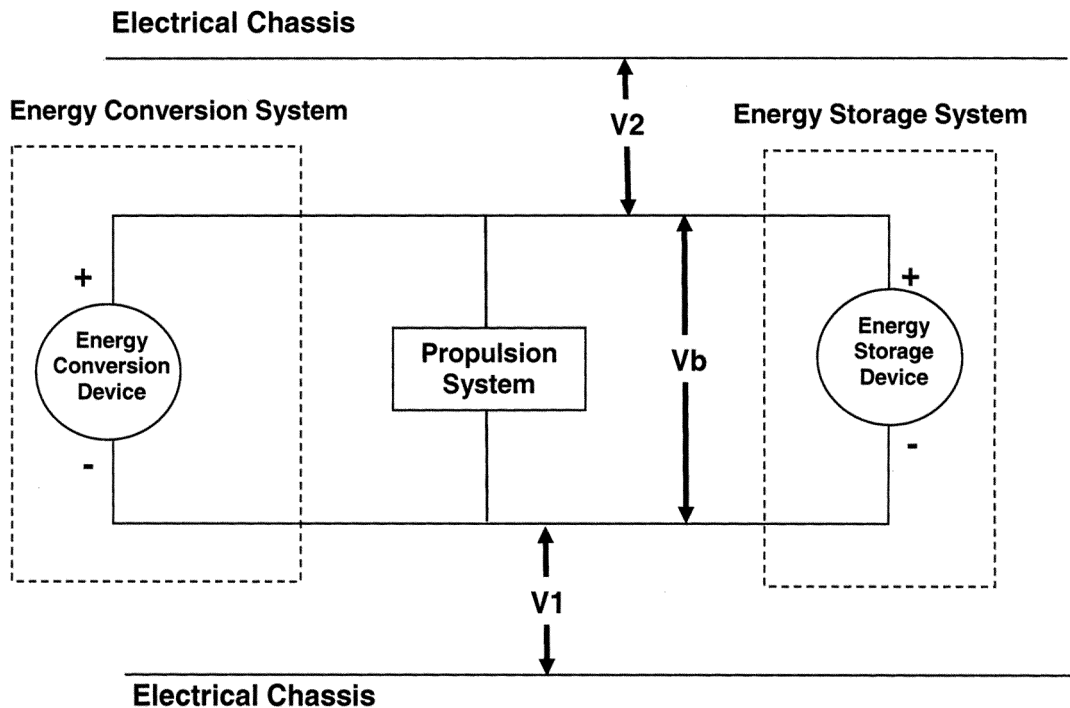 Electrical Chassis
Energy Conversion System
V2
Energy Storage System
+
+
Energy
Conversion
Device
Propulsion
System
Vb
Energy
Storage
Device
-
-
V1
Electrical Chassis